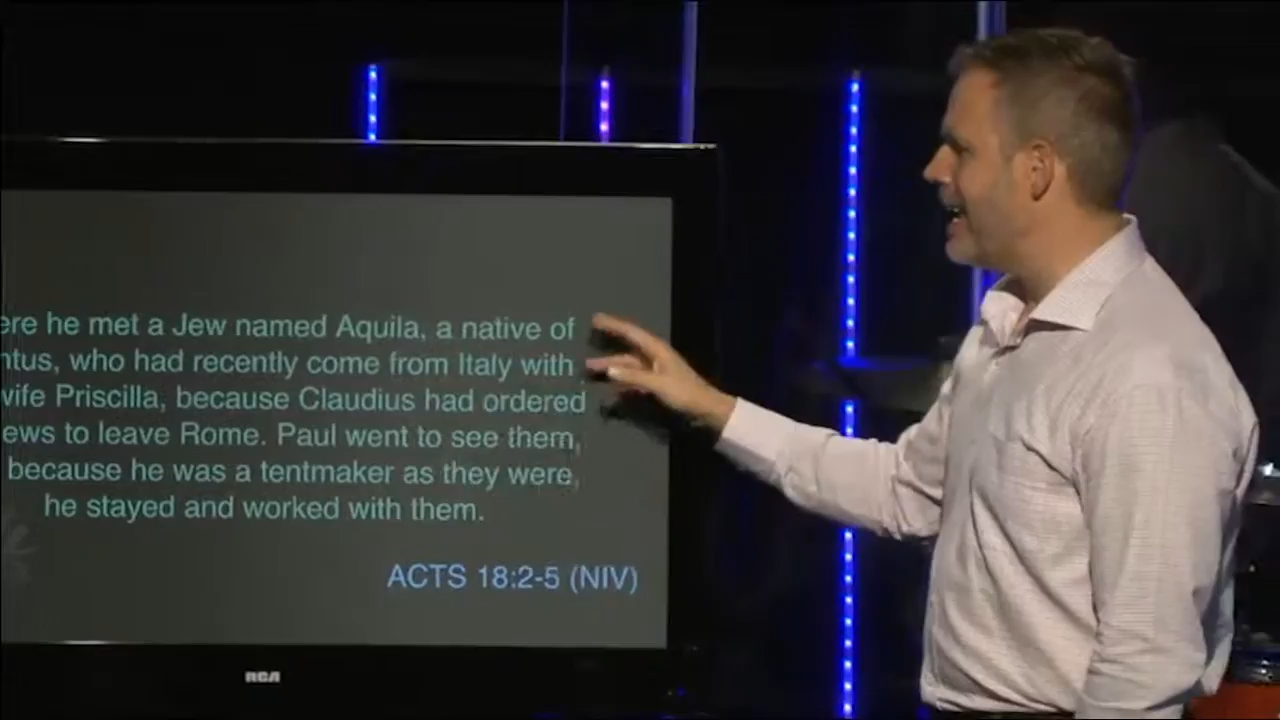 ere he met a Jew named Aquila, a native of
ntus, who had recently come from Italy with
wife Priscilla, because Claudius had ordered
ews to leave Rome. Paul went to see them,
because he was a tentmaker as they were,
he stayed and worked with them.
ACTS 18:2-5 (NIV)
RCA